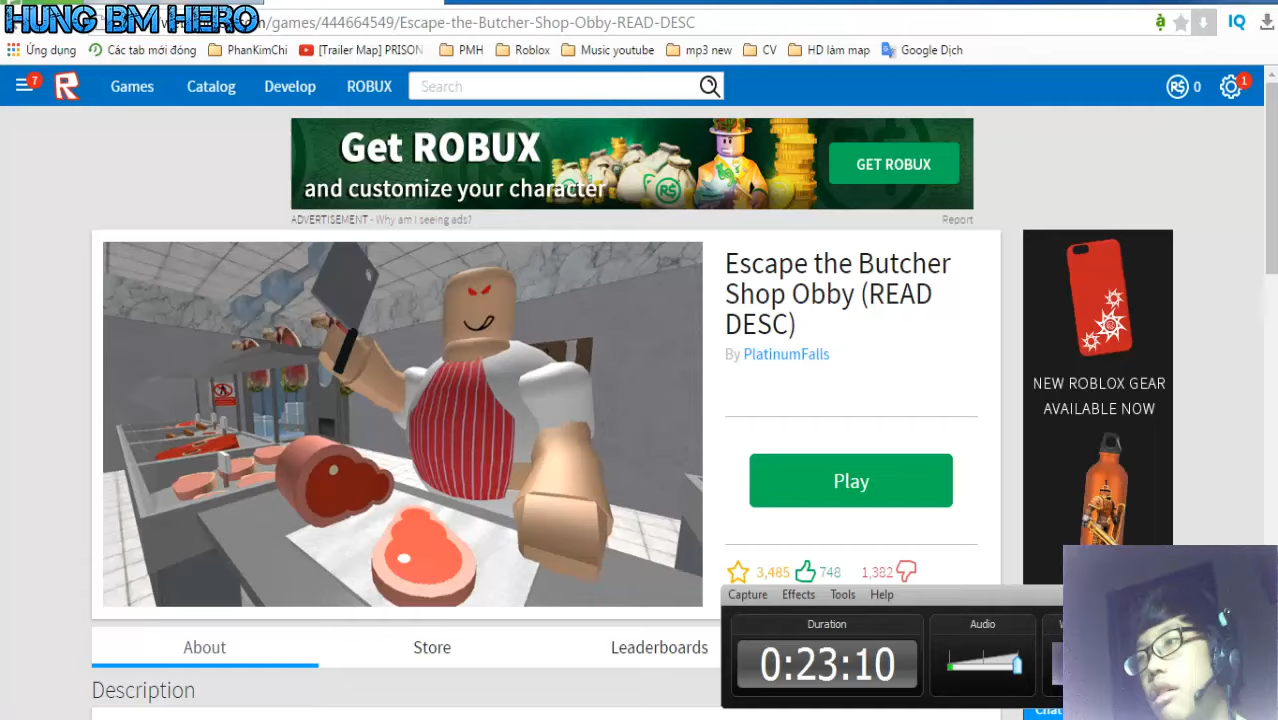 HUNG BM HERO
/games/444664549/Escape-the-Butcher-Shop-Obby-READ-DESC
Ứng dụng
Các tab mới đóng
PhanKimChi
[Trailer Map] PRISON
PMH
Roblox
Music youtube
mp3 new
CV
HD làm map
Google Dịch
7
Games
Catalog
Develop
ROBUX
Search
R$ 0
1
Get ROBUX
and customize your character
R$
GET ROBUX
ADVERTISEMENT - Why am I seeing ads?
Report
Escape the Butcher
Shop Obby (READ
DESC)
By PlatinumFalls
Play
3,485
748
1,382
NEW ROBLOX GEAR
AVAILABLE NOW
Capture
Effects
Tools
Help
Duration
Audio
0:23:10
About
Store
Leaderboards
Description